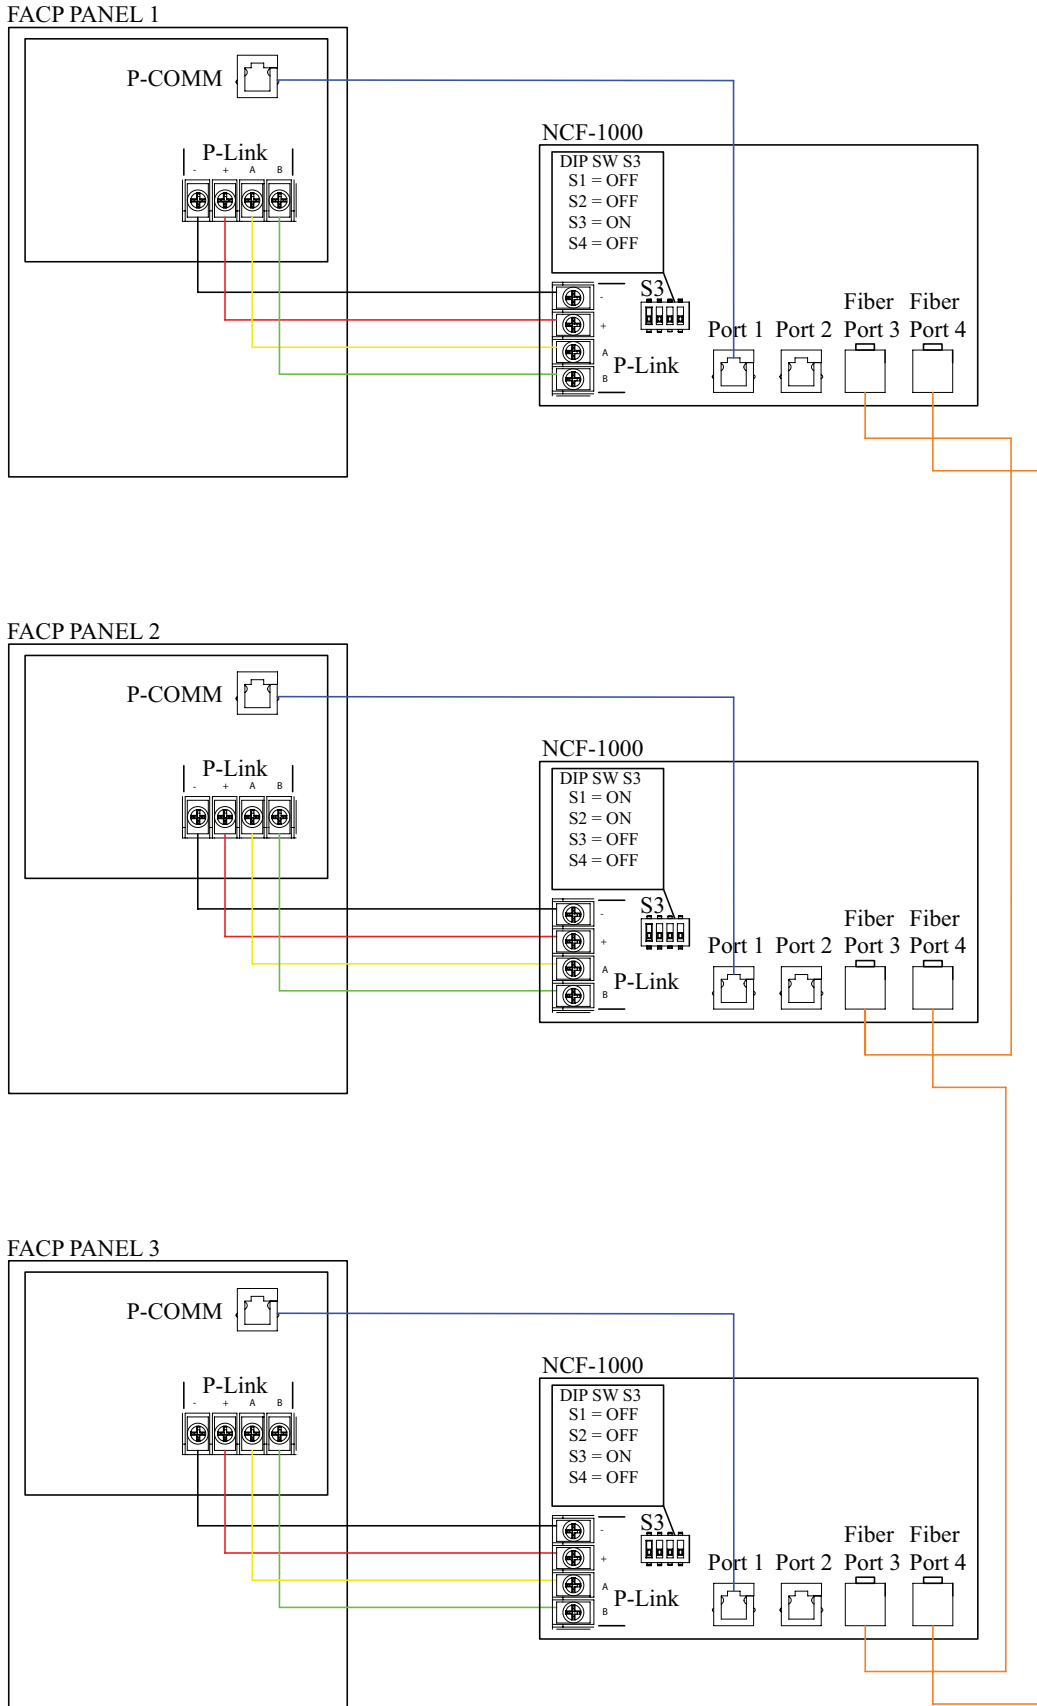 FACP PANEL 1
P-COMM
P-Link
- + A B
NCF-1000
DIP SW S3
S1 = OFF
S2 = OFF
S3 = ON
S4 = OFF
S3
-
+
A
B
P-Link
Port 1 Port 2
Fiber Fiber
Port 3 Port 4
FACP PANEL 2
P-COMM
P-Link
- + A B
NCF-1000
DIP SW S3
S1 = ON
S2 = ON
S3 = OFF
S4 = OFF
S3
-
+
A
B
P-Link
Port 1 Port 2
Fiber Fiber
Port 3 Port 4
FACP PANEL 3
P-COMM
P-Link
- + A B
NCF-1000
DIP SW S3
S1 = OFF
S2 = OFF
S3 = ON
S4 = OFF
S3
-
+
A
B
P-Link
Port 1 Port 2
Fiber Fiber
Port 3 Port 4